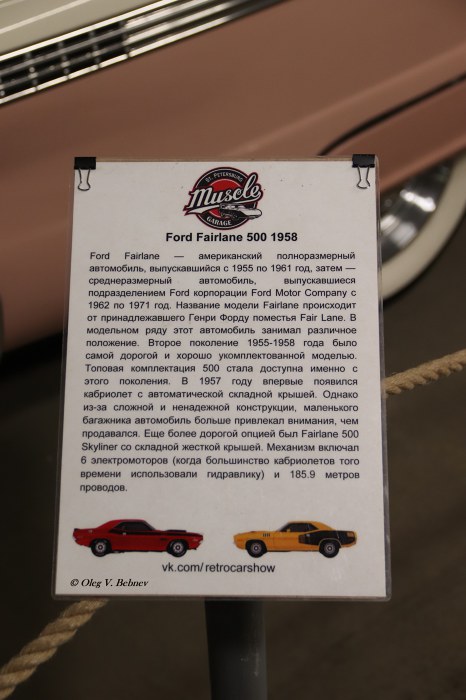 St. PETERSBURG
Muscle
GARAGE
Ford Fairlane 500 1958
Ford Fairlane — американский полноразмерный
автомобиль, выпускавшийся с 1955 по 1961 год, затем —
среднеразмерный автомобиль, выпускавшиеся
подразделением Ford корпорации Ford Motor Company с
1962 по 1971 год. Название модели Fairlane происходит
от принадлежавшего Генри Форду поместья Fair Lane. В
модельном ряду этот автомобиль занимал различное
положение. Второе поколение 1955-1958 года было
самой дорогой и хорошо укомплектованной моделью.
Топовая комплектация 500 стала доступна именно с
этого поколения. В 1957 году впервые появился
кабриолет с автоматической складной крышей. Однако
из-за сложной и ненадежной конструкции, маленького
багажника автомобиль больше привлекал внимания, чем
продавался. Еще более дорогой опцией был Fairlane 500
Skyliner со складной жесткой крышей. Механизм включал
6 электромоторов (когда большинство кабриолетов того
времени использовали гидравлику) и 185.9 метров
проводов.
vk.com/retrocarshow
© Oleg V. Behnev